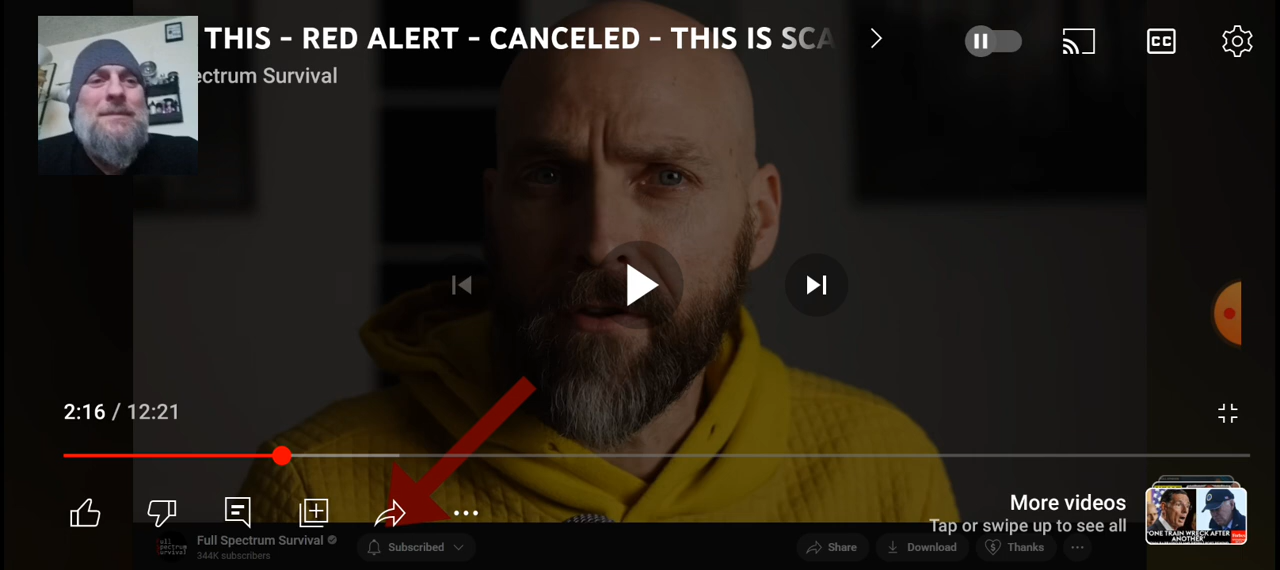 THIS - RED ALERT - CANCELED - THIS IS SCA
ectrum Survival
CC
2:16 / 12:21
More videos
Tap or swipe up to see all
"ONE TRAIN WRECK AFTER
ANOTHER"
Full Spectrum Survival
344K subscribers
Subscribed
Share
Download
Thanks